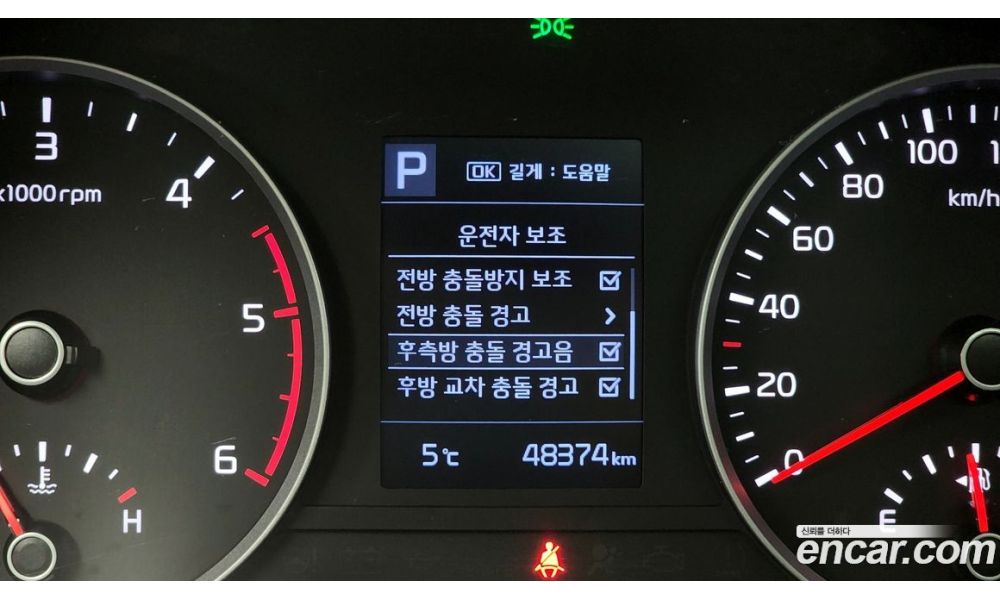 3
x1000rpm
4
5
6
H
P
OK 길게 : 도움말
운전자 보조
전방 충돌방지 보조
전방 충돌 경고
후측방 충돌 경고음
후방 교차 충돌 경고
5℃ 48374km
100
80
km/h
60
40
20
0
E
신뢰를 더하다
encar.com